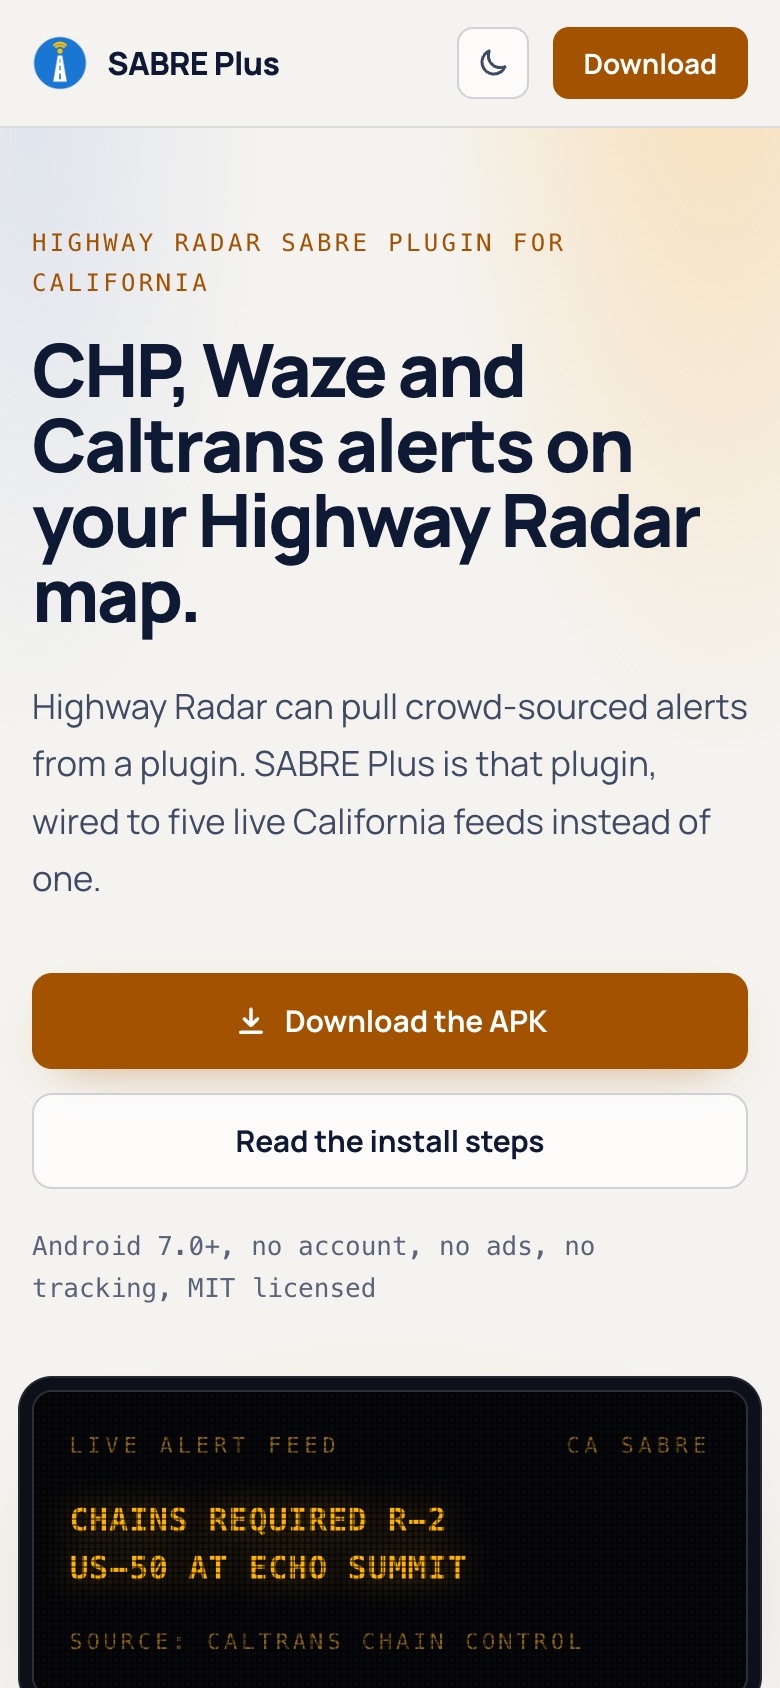 SABRE Plus
Download
HIGHWAY RADAR SABRE PLUGIN FOR
CALIFORNIA
CHP, Waze and
Caltrans alerts on
your Highway Radar
map.
Highway Radar can pull crowd-sourced alerts
from a plugin. SABRE Plus is that plugin,
wired to five live California feeds instead of
one.
Download the APK
Read the install steps
Android 7.0+, no account, no ads, no
tracking, MIT licensed
LIVE ALERT FEED
CA SABRE
CHAINS REQUIRED R-2
US-50 AT ECHO SUMMIT
SOURCE: CALTRANS CHAIN CONTROL